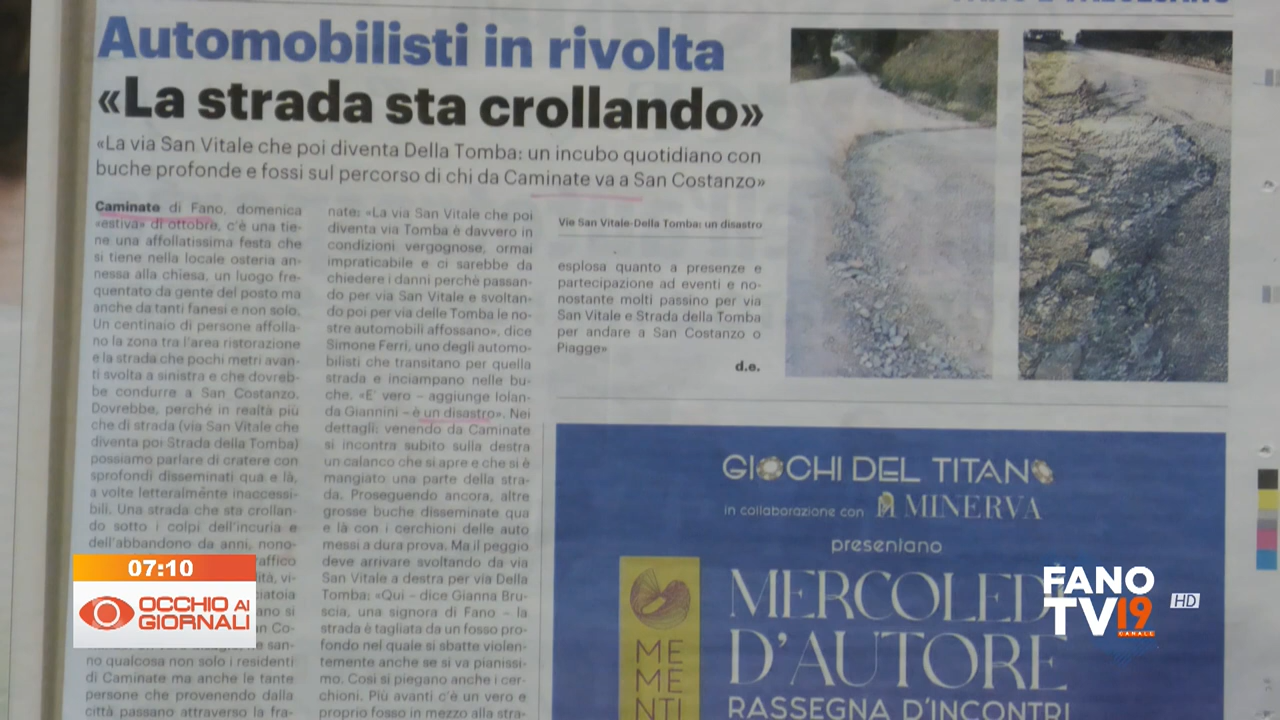 Automobilisti in rivolta
«La strada sta crollando»
«La via San Vitale che poi diventa Della Tomba: un incubo quotidiano con
buche profonde e fossi sul percorso di chi da Caminate va a San Costanzo»
Caminate di Fano, domenica
«estiva» di ottobre, c'è una tie-
ne una affollatissima festa che
si tiene nella locale osteria an-
nessa alla chiesa, un luogo fre-
quentato da gente del posto ma
anche da tanti fanesi e non solo.
Un centinaio di persone affolla-
no la zona tra l'area ristorazione
e la strada che pochi metri avan-
ti svolta a sinistra e che dovreb-
be condurre a San Costanzo.
Dovrebbe, perché in realtà più
che di strada (via San Vitale che
diventa poi Strada della Tomba)
possiamo parlare di cratere con
sprofondi disseminati qua e là,
a volte letteralmente inaccessi-
bili. Una strada che sta crollan-
do sotto i colpi dell'incuria e
dell'abbandono da anni, nono-
no qualcosa non solo i residenti
di Caminate ma anche le tante
persone che provenendo dalla
città passano attraverso la fra-
nate: «La via San Vitale che poi
diventa via Tomba è davvero in
condizioni vergognose, ormai
impraticabile e ci sarebbe da
chiedere i danni perchè passan-
do per via San Vitale e svoltan-
do poi per via delle Tomba le no-
stre automobili affossano», dice
Simone Ferri, uno degli automo-
bilisti che transitano per quella
strada e inciampano nelle bu-
che. «E' vero – aggiunge Iolan-
da Giannini – è un disastro». Nei
dettagli: venendo da Caminate
si incontra subito sulla destra
un calanco che si apre e che si è
mangiato una parte della stra-
da. Proseguendo ancora, altre
grosse buche disseminate qua
e là con i cerchioni delle auto
messi a dura prova. Ma il peggio
deve arrivare svoltando da via
San Vitale a destra per via Della
Tomba: «Qui – dice Gianna Bru-
scia, una signora di Fano – la
strada è tagliata da un fosso pro-
fondo nel quale si sbatte violen-
temente anche se si va pianissi-
mo. Così si piegano anche i cer-
chioni. Più avanti c'è un vero e
proprio fosso in mezzo alla stra-
Vie San Vitale-Della Tomba: un disastro
esplosa quanto a presenze e
partecipazione ad eventi e no-
nostante molti passino per via
San Vitale e Strada della Tomba
per andare a San Costanzo o
Piagge»
d.e.
GIOCHI DEL TITANO
in collaborazione con MINERVA
presentano
MERCOLEDÌ
D'AUTORE
RASSEGNA D'INCONTRI
ME
ME
NTI
07:10
OCCHIO AI
GIORNALI
FANO
TV19
CANALE
HD